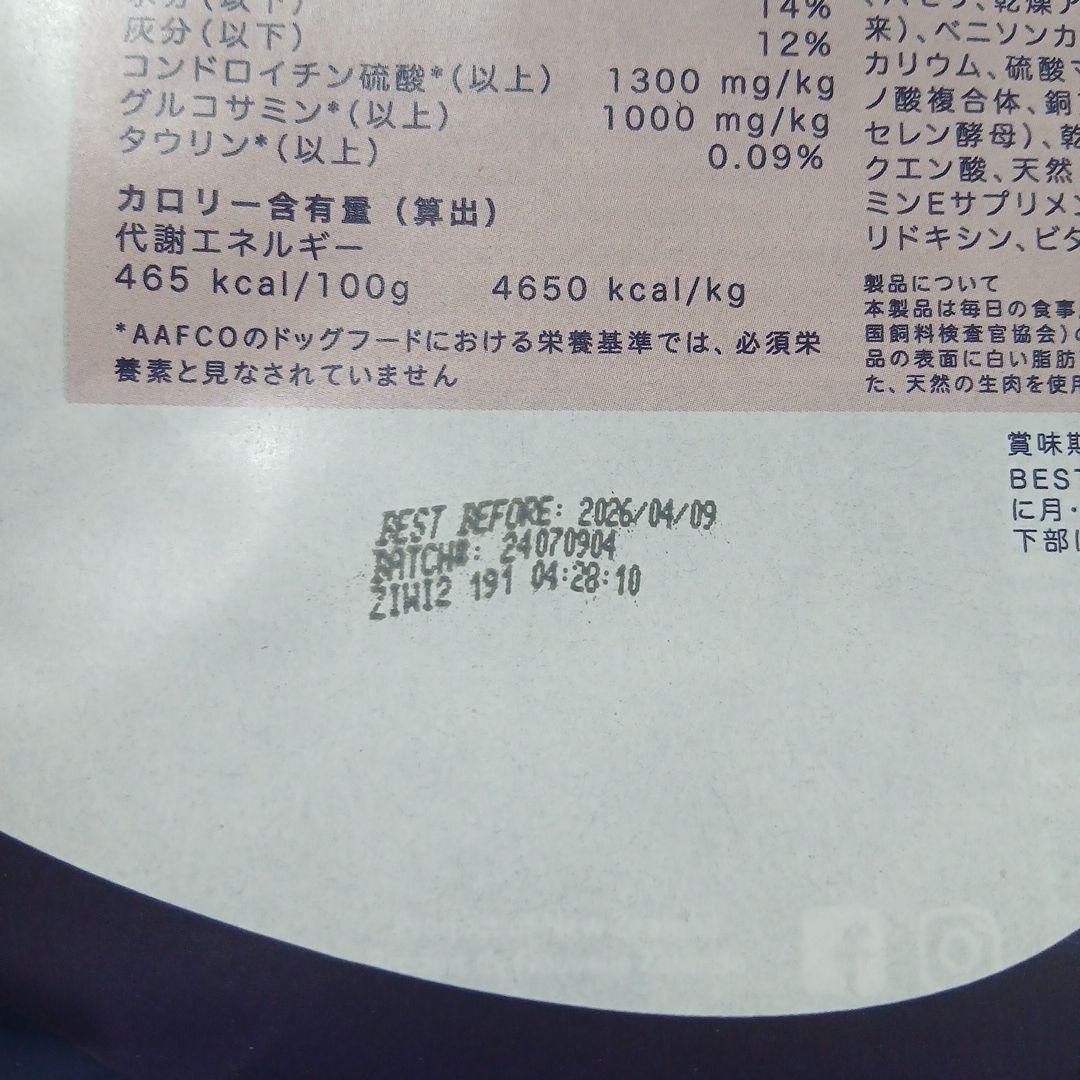 水分(以下) 14%
灰分(以下) 12%
コンドロイチン硫酸*(以上) 1300 mg/kg
グルコサミン*(以上) 1000 mg/kg
タウリン*(以上) 0.09%
カロリー含有量(算出)
代謝エネルギー
465 kcal/100g 4650 kcal/kg
*AAFCOのドッグフードにおける栄養基準では、必須栄
養素と見なされていません
来)、ベニソンカ
カリウム、硫酸マ
ノ酸複合体、銅
セレン酵母)、乾
クエン酸、天然
ミンEサプリメン
リドキシン、ビタ
製品について
本製品は毎日の食事
国飼料検査官協会)の
品の表面に白い脂肪
た、天然の生肉を使用
賞味期
BEST
に月・
下部に
BEST BEFORE: 2026/04/09
BATCH#: 24070904
ZIWI2 191 04:28:10